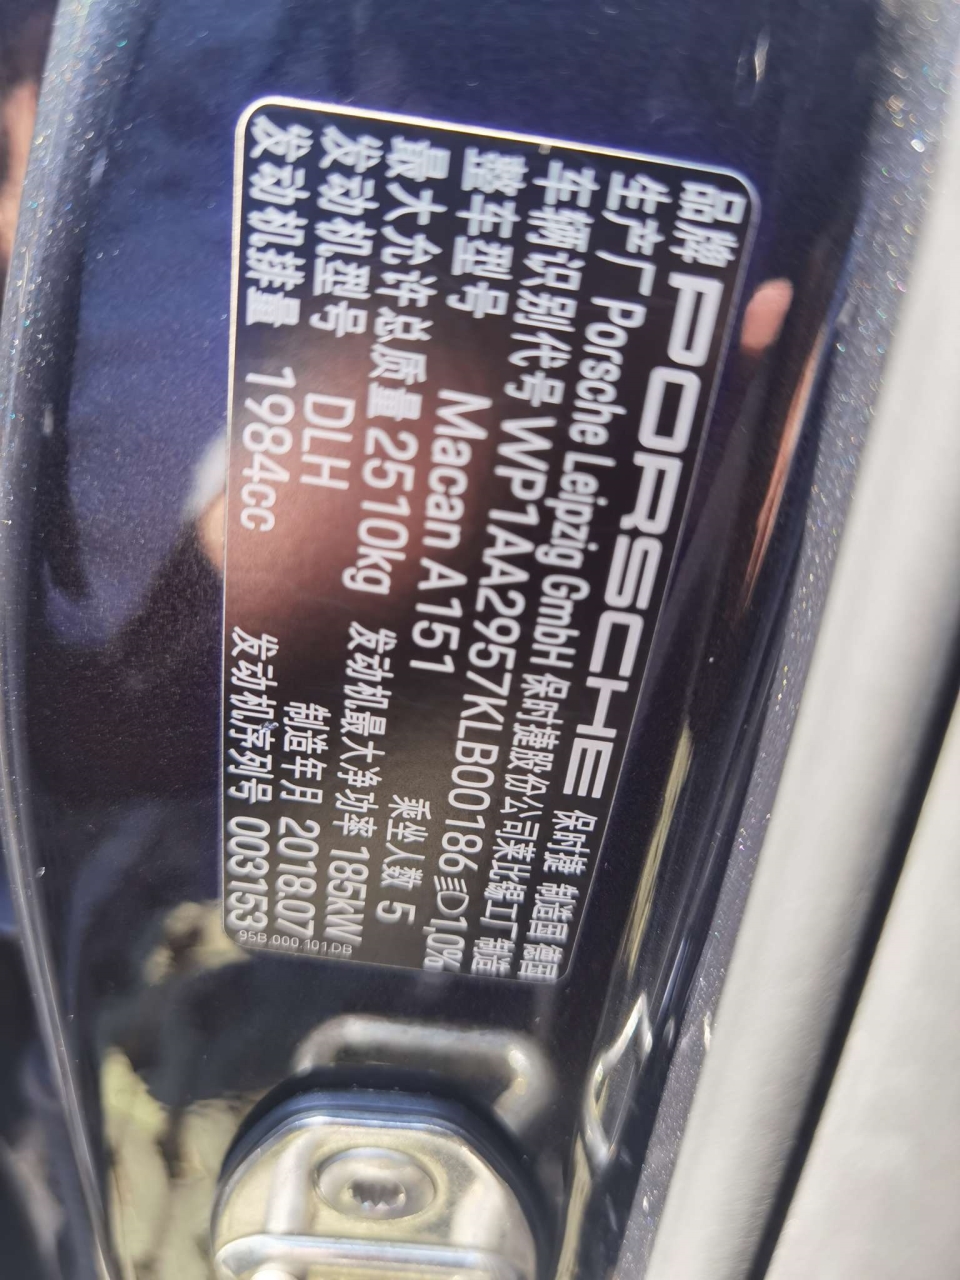 品牌 PORSCHE 保时捷 制造国 德国
生产厂 Porsche Leipzig GmbH 保时捷股份公司莱比锡工厂 制造
车辆识别代号 WP1AA2957KLB00186 1,0%
整车型号 Macan A151 乘坐人数 5
最大允许总质量 2510kg 发动机最大净功率 185kW
发动机型号 DLH 制造年月 2018.07
发动机排量 1984cc 发动机序列号 003153
95B.000.101.DB